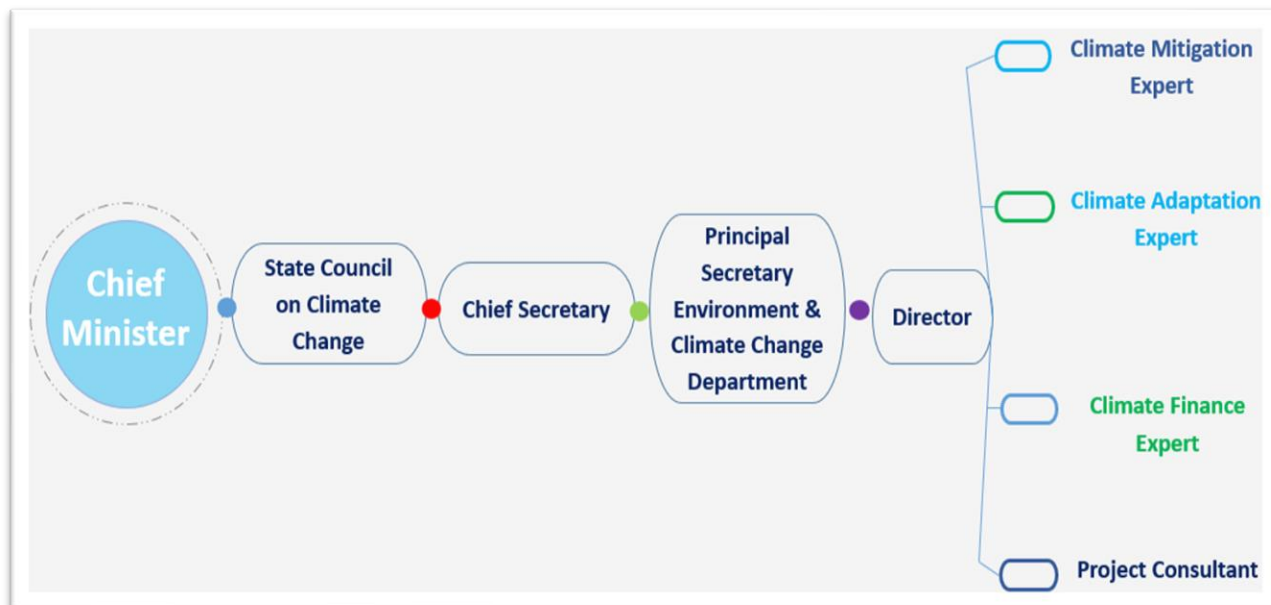 Chief
Minister
State Council
on Climate
Change
Chief Secretary
Principal
Secretary
Environment &
Climate Change
Department
Director
Climate Mitigation
Expert
Climate Adaptation
Expert
Climate Finance
Expert
Project Consultant